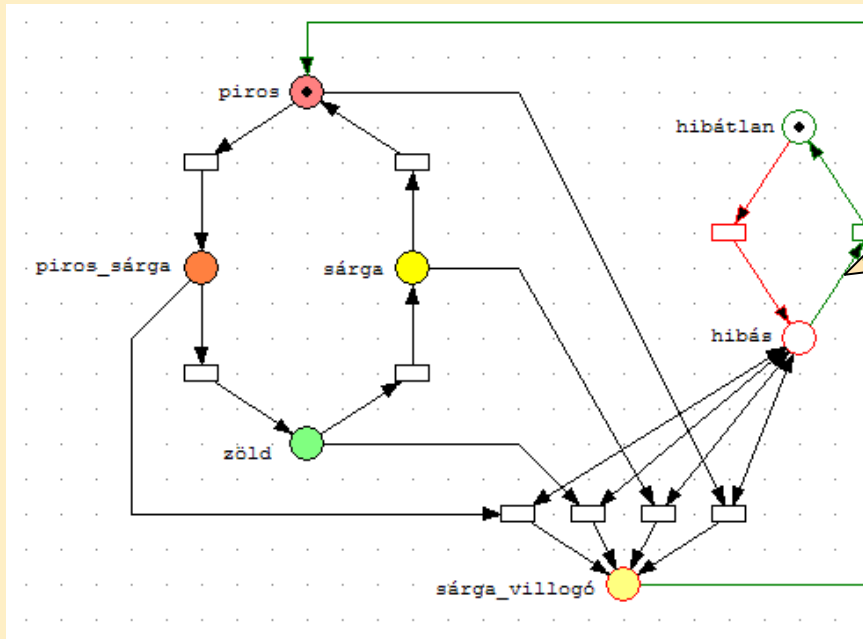 piros
hibátlan
piros_sárga
sárga
hibás
zöld
sárga_villogó